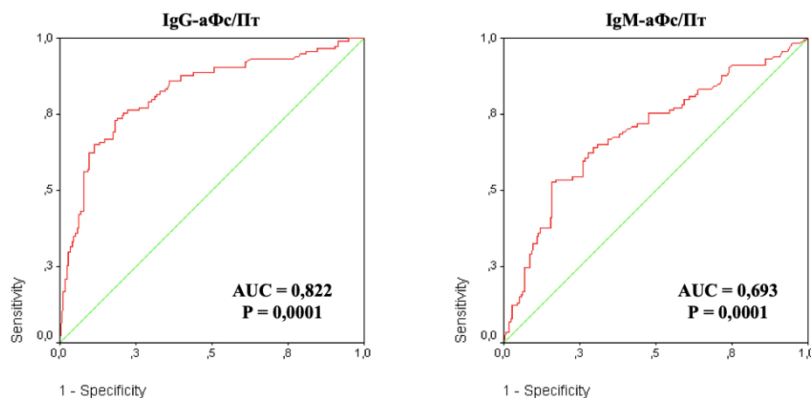 IgG-аФс/Пт
1,0
,8
,5
,3
0,0
Sensitivity
0,0 ,3 ,5 ,8 1,0
1 - Specificity
AUC = 0,822
P = 0,0001
IgM-аФс/Пт
1,0
,8
,5
,3
0,0
Sensitivity
0,0 ,3 ,5 ,8 1,0
1 - Specificity
AUC = 0,693
P = 0,0001